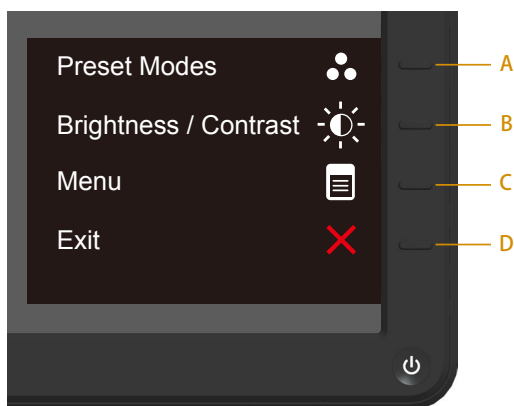 Preset Modes
A
Brightness / Contrast
B
Menu
C
Exit
D